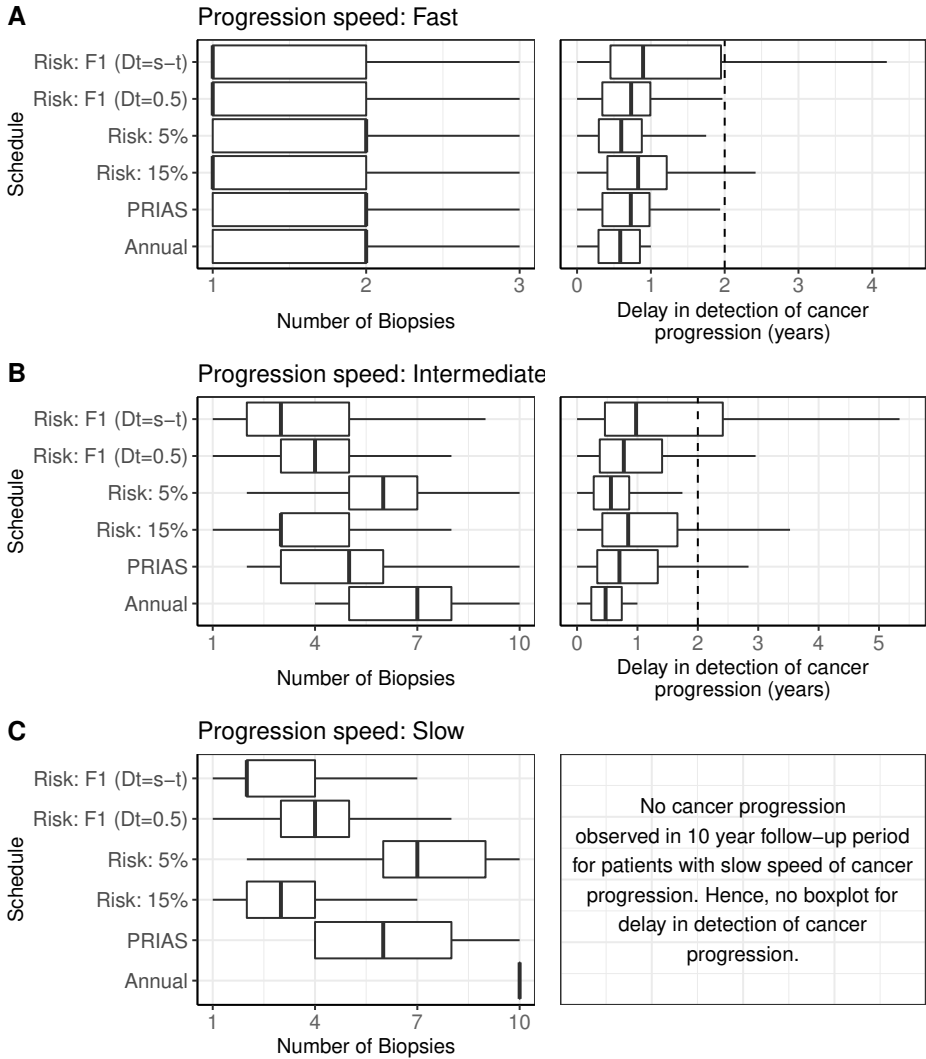 A
Progression speed: Fast
Schedule
Risk: F1 (Dt=s−t)
Risk: F1 (Dt=0.5)
Risk: 5%
Risk: 15%
PRIAS
Annual
1 2 3
Number of Biopsies
0 1 2 3 4
Delay in detection of cancer
progression (years)
B
Progression speed: Intermediate
Schedule
Risk: F1 (Dt=s−t)
Risk: F1 (Dt=0.5)
Risk: 5%
Risk: 15%
PRIAS
Annual
1 4 7 10
Number of Biopsies
0 1 2 3 4 5
Delay in detection of cancer
progression (years)
C
Progression speed: Slow
Schedule
Risk: F1 (Dt=s−t)
Risk: F1 (Dt=0.5)
Risk: 5%
Risk: 15%
PRIAS
Annual
1 4 7 10
Number of Biopsies
No cancer progression
observed in 10 year follow−up period
for patients with slow speed of cancer
progression. Hence, no boxplot for
delay in detection of cancer
progression.